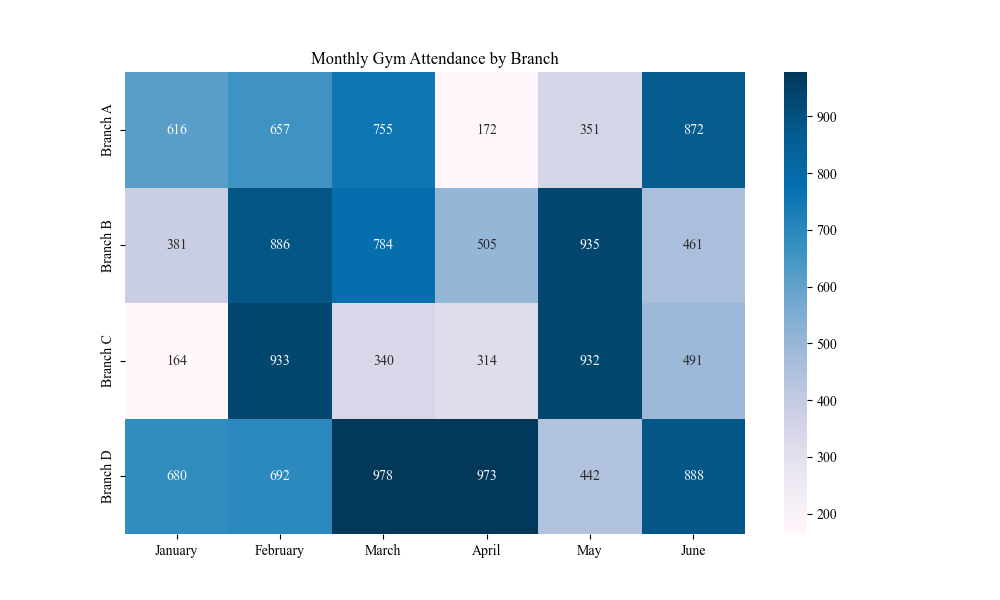 Monthly Gym Attendance by Branch
Branch A 616 657 755 172 351 872
Branch B 381 886 784 505 935 461
Branch C 164 933 340 314 932 491
Branch D 680 692 978 973 442 888
January February March April May June
900
800
700
600
500
400
300
200